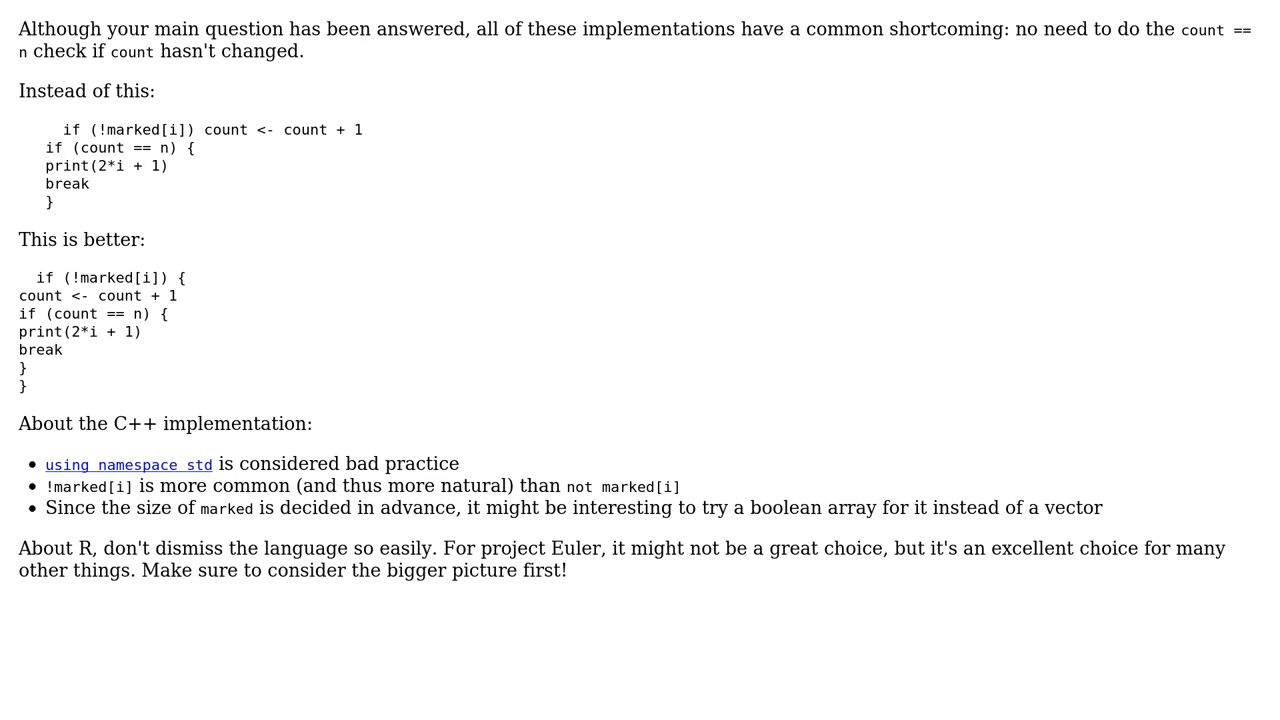 Although your main question has been answered, all of these implementations have a common shortcoming: no need to do the count ==
n check if count hasn't changed.
Instead of this:
if (!marked[i]) count <- count + 1
if (count == n) {
print(2*i + 1)
break
}
This is better:
if (!marked[i]) {
count <- count + 1
if (count == n) {
print(2*i + 1)
break
}
}
About the C++ implementation:
• using namespace std is considered bad practice
• !marked[i] is more common (and thus more natural) than not marked[i]
• Since the size of marked is decided in advance, it might be interesting to try a boolean array for it instead of a vector
About R, don't dismiss the language so easily. For project Euler, it might not be a great choice, but it's an excellent choice for many
other things. Make sure to consider the bigger picture first!